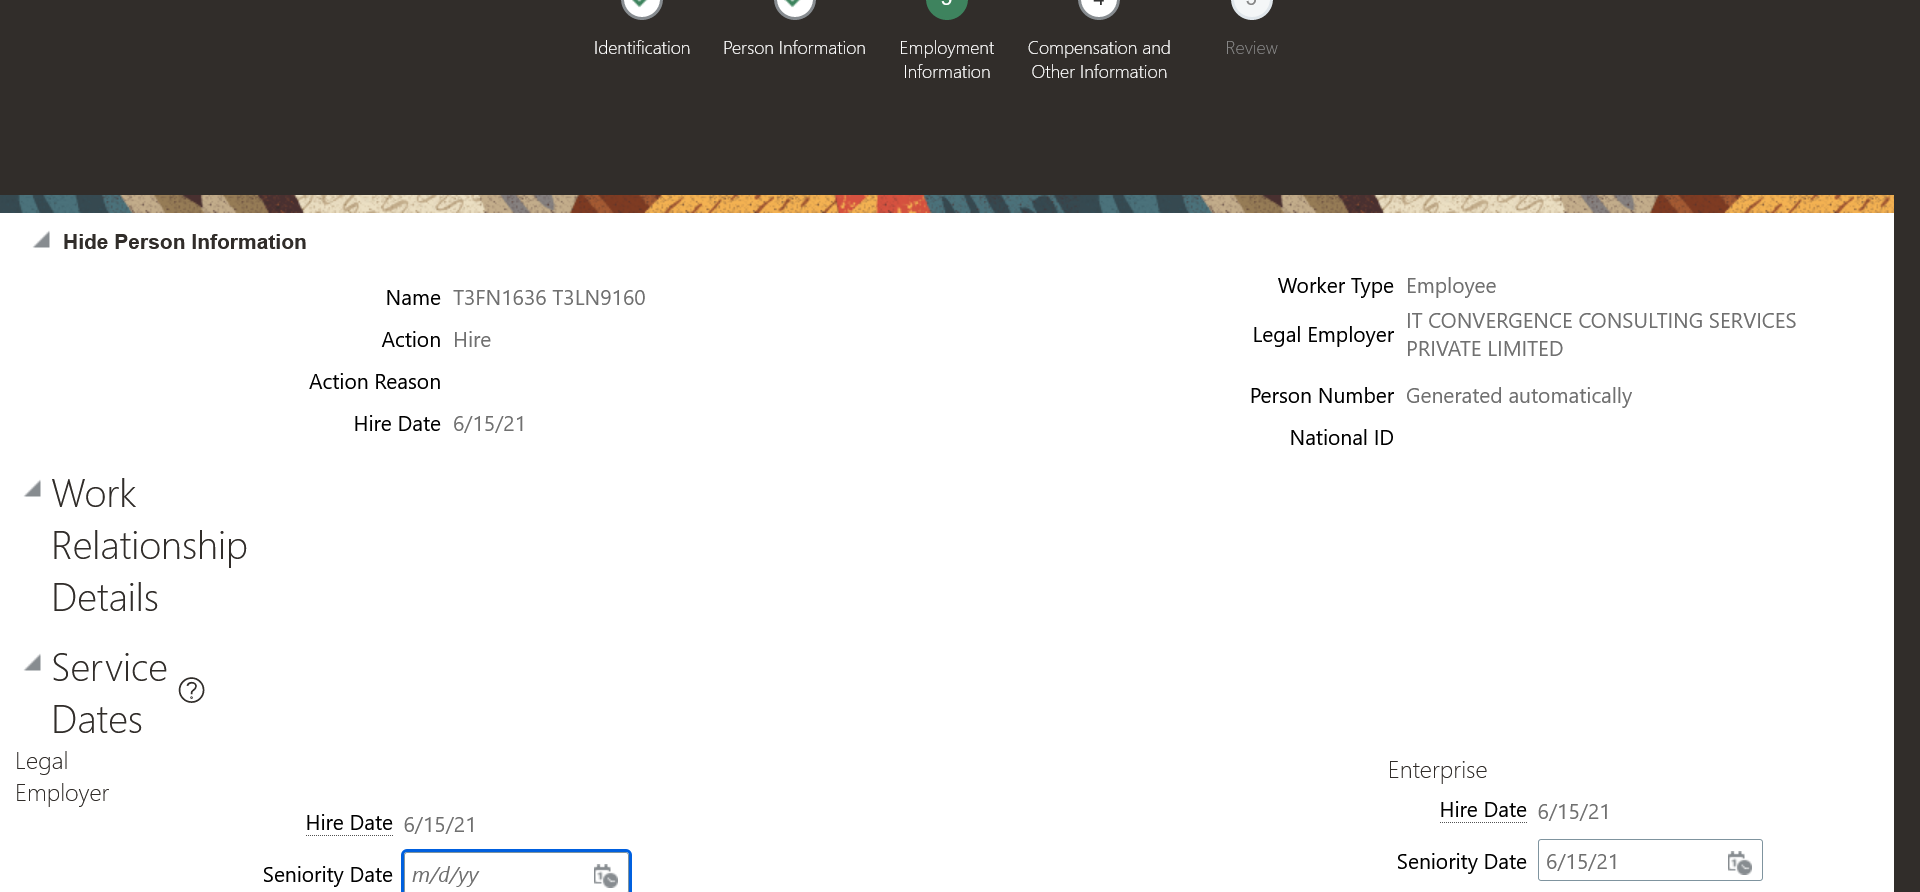 3
4
5
Identification
Person Information
Employment
Information
Compensation and
Other Information
Review
Hide Person Information
Name T3FN1636 T3LN9160
Action Hire
Action Reason
Hire Date 6/15/21
Worker Type Employee
Legal Employer IT CONVERGENCE CONSULTING SERVICES
PRIVATE LIMITED
Person Number Generated automatically
National ID
Work
Relationship
Details
Service
Dates
?
Legal
Employer
Hire Date 6/15/21
Seniority Date m/d/yy
Enterprise
Hire Date 6/15/21
Seniority Date 6/15/21